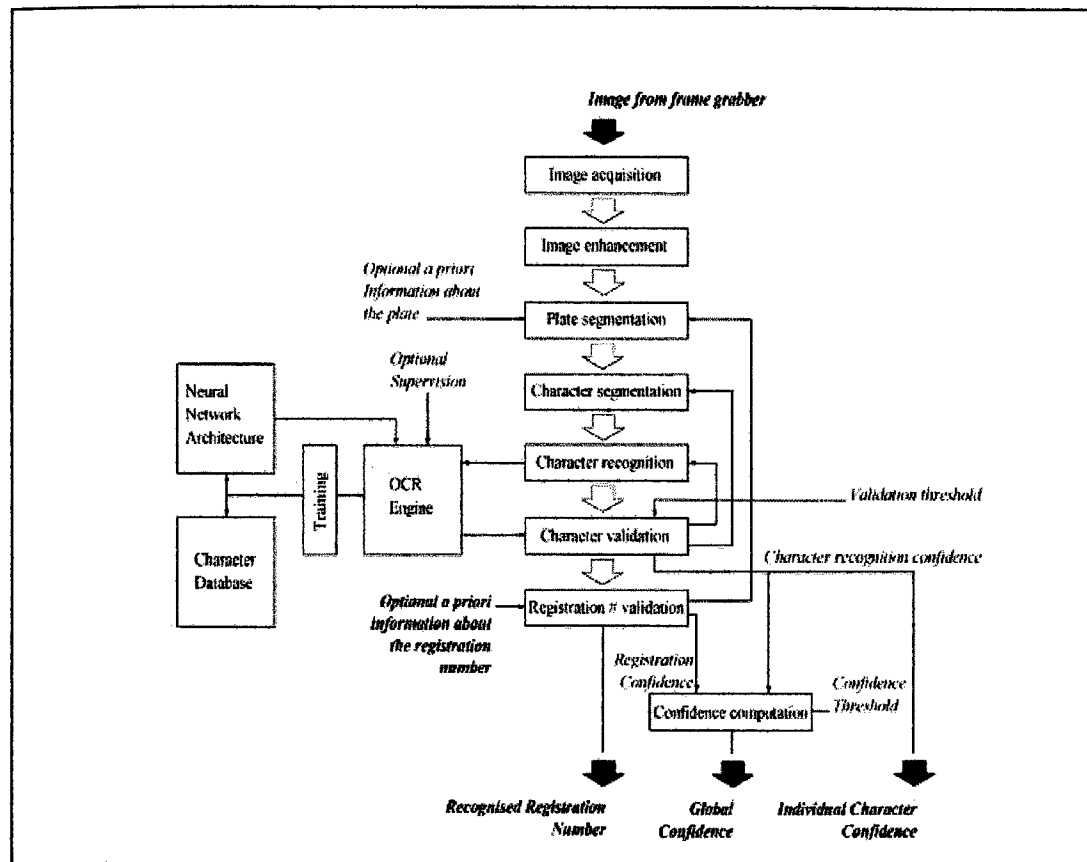 Image from frame grabber
Image acquisition
Image enhancement
Optional a priori
Information about
the plate
Plate segmentation
Optional
Supervision
Character segmentation
Neural
Network
Architecture
Character recognition
OCR
Engine
Training
Validation threshold
Character validation
Character recognition confidence
Character
Database
Registration # validation
Optional a priori
information about
the registration
number
Registration
Confidence
Confidence
Threshold
Confidence computation
Recognised Registration
Number
Global
Confidence
Individual Character
Confidence